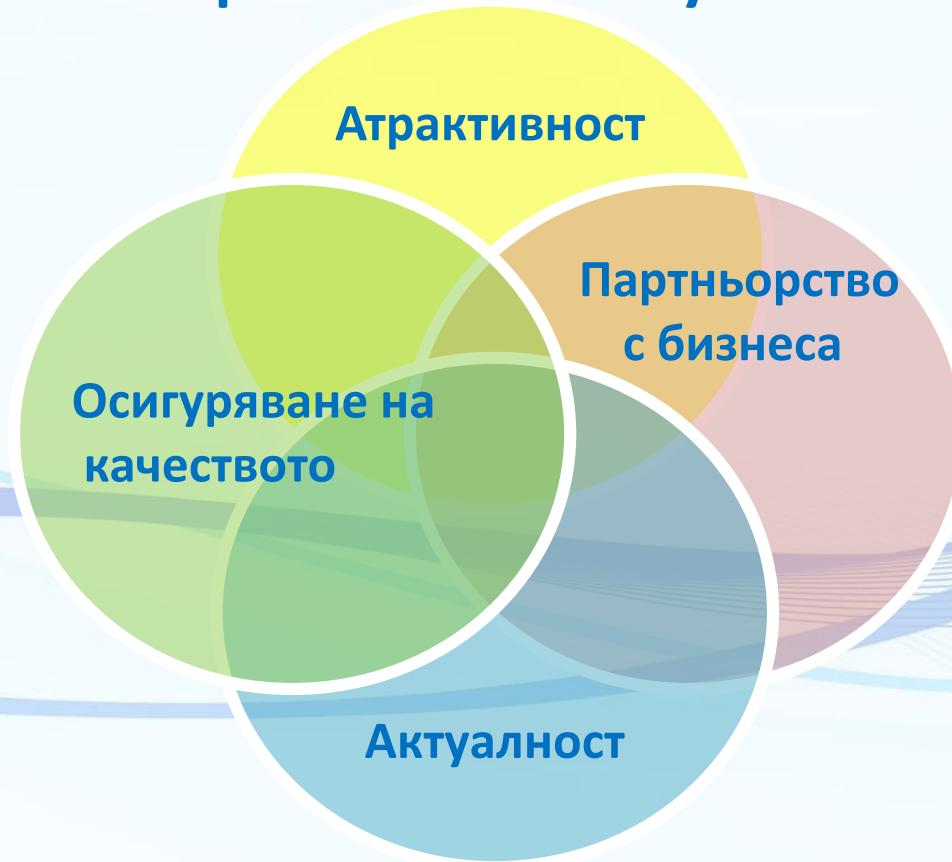 Атрактивност
Партньорство
с бизнеса
Осигуряване на
качеството
Актуалност